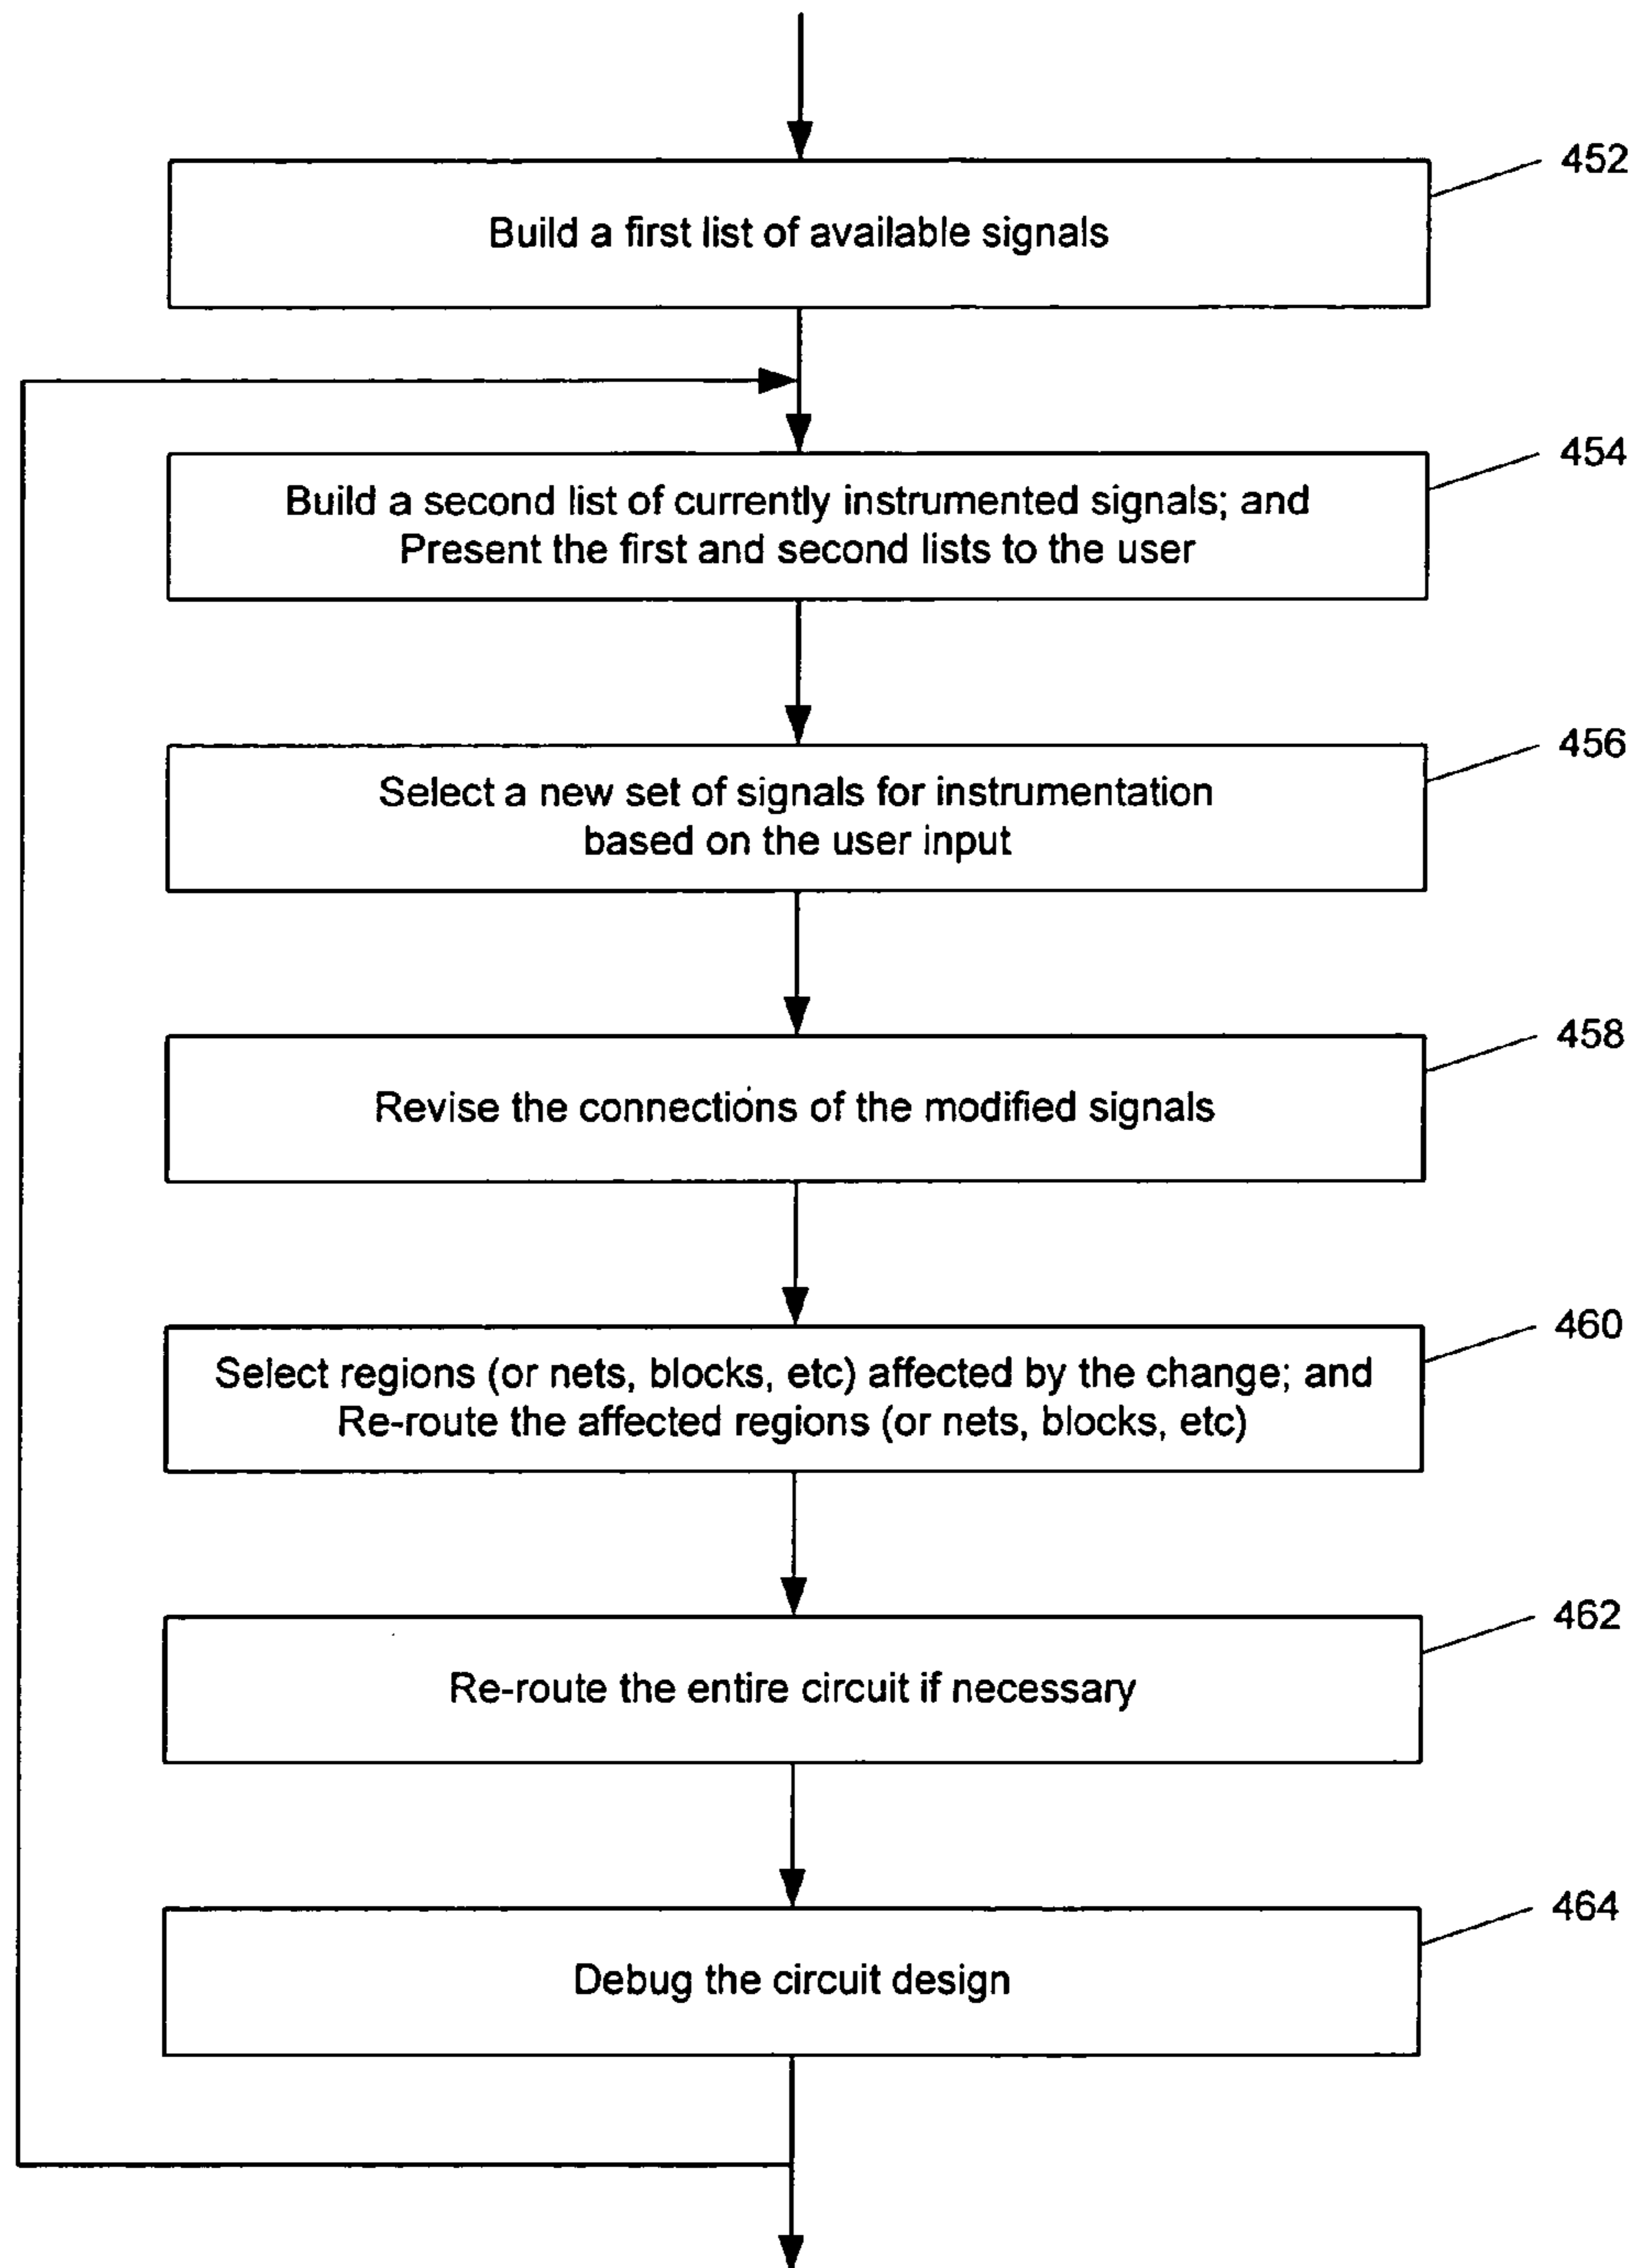 452
Build a first list of available signals
454
Build a second list of currently instrumented signals; and
Present the first and second lists to the user
456
Select a new set of signals for instrumentation
based on the user input
458
Revise the connections of the modified signals
460
Select regions (or nets, blocks, etc) affected by the change; and
Re-route the affected regions (or nets, blocks, etc)
462
Re-route the entire circuit if necessary
464
Debug the circuit design